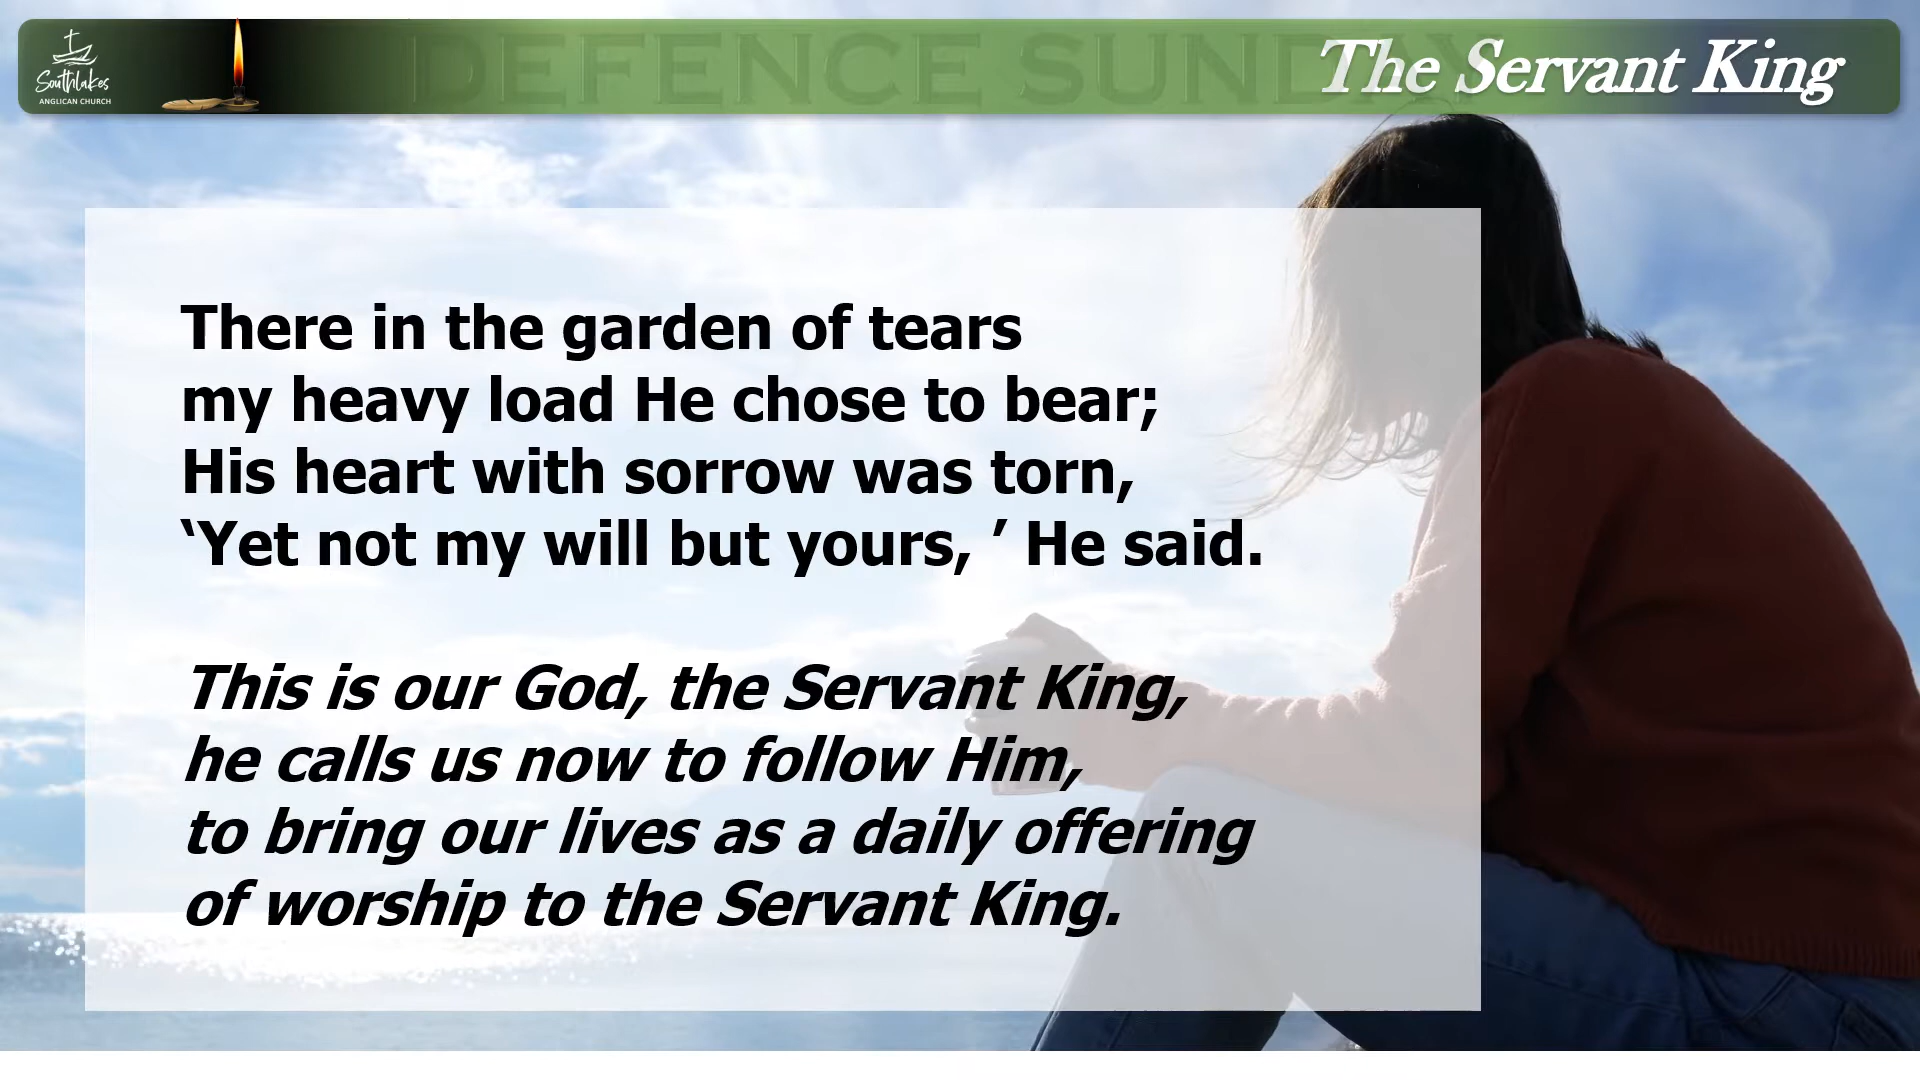 Southlakes
ANGLICAN CHURCH
DEFENCE SUNDAY
The Servant King
There in the garden of tears
my heavy load He chose to bear;
His heart with sorrow was torn,
‘Yet not my will but yours, ’ He said.
This is our God, the Servant King,
he calls us now to follow Him,
to bring our lives as a daily offering
of worship to the Servant King.